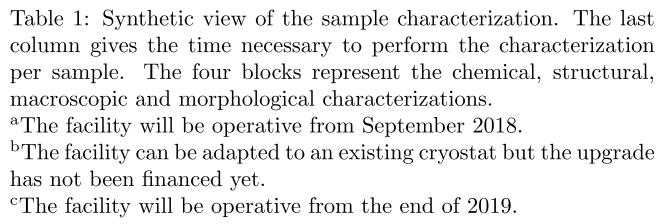 Table 1: Synthetic view of the sample characterization. The last
column gives the time necessary to perform the characterization
per sample. The four blocks represent the chemical, structural,
macroscopic and morphological characterizations.
aThe facility will be operative from September 2018.
bThe facility can be adapted to an existing cryostat but the upgrade
has not been financed yet.
cThe facility will be operative from the end of 2019.